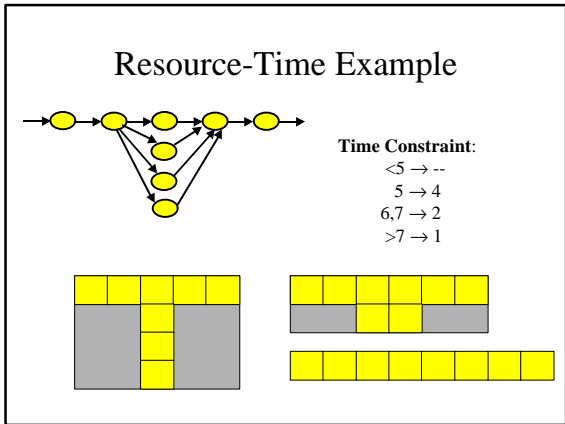 Resource-Time Example
Time Constraint:
<5 → --
5 → 4
6,7 → 2
>7 → 1